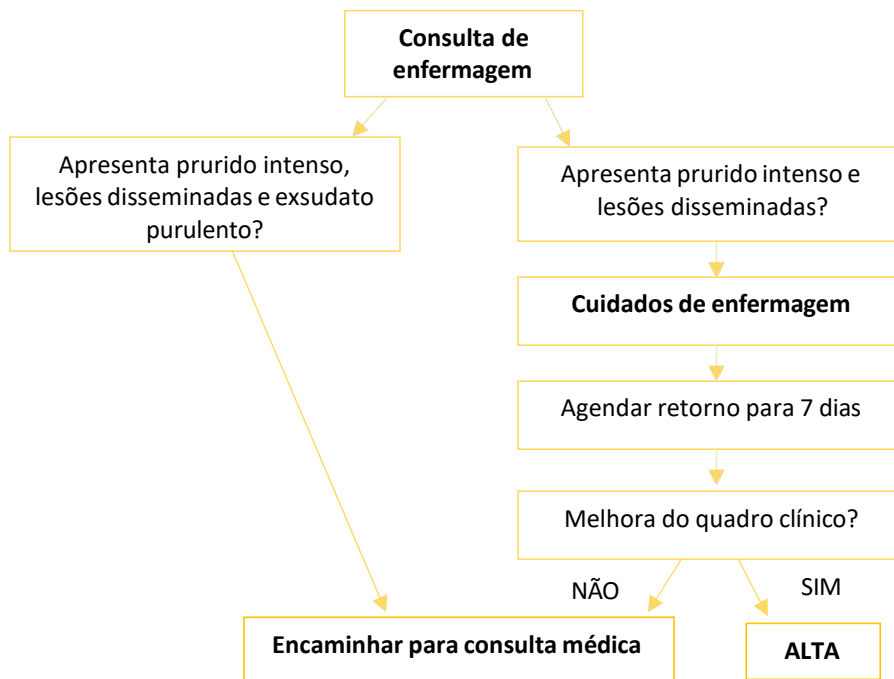 Consulta de
enfermagem
Apresenta prurido intenso,
lesões disseminadas e exsudato
purulento?
Apresenta prurido intenso e
lesões disseminadas?
Cuidados de enfermagem
Agendar retorno para 7 dias
Melhora do quadro clínico?
NÃO
SIM
Encaminhar para consulta médica
ALTA